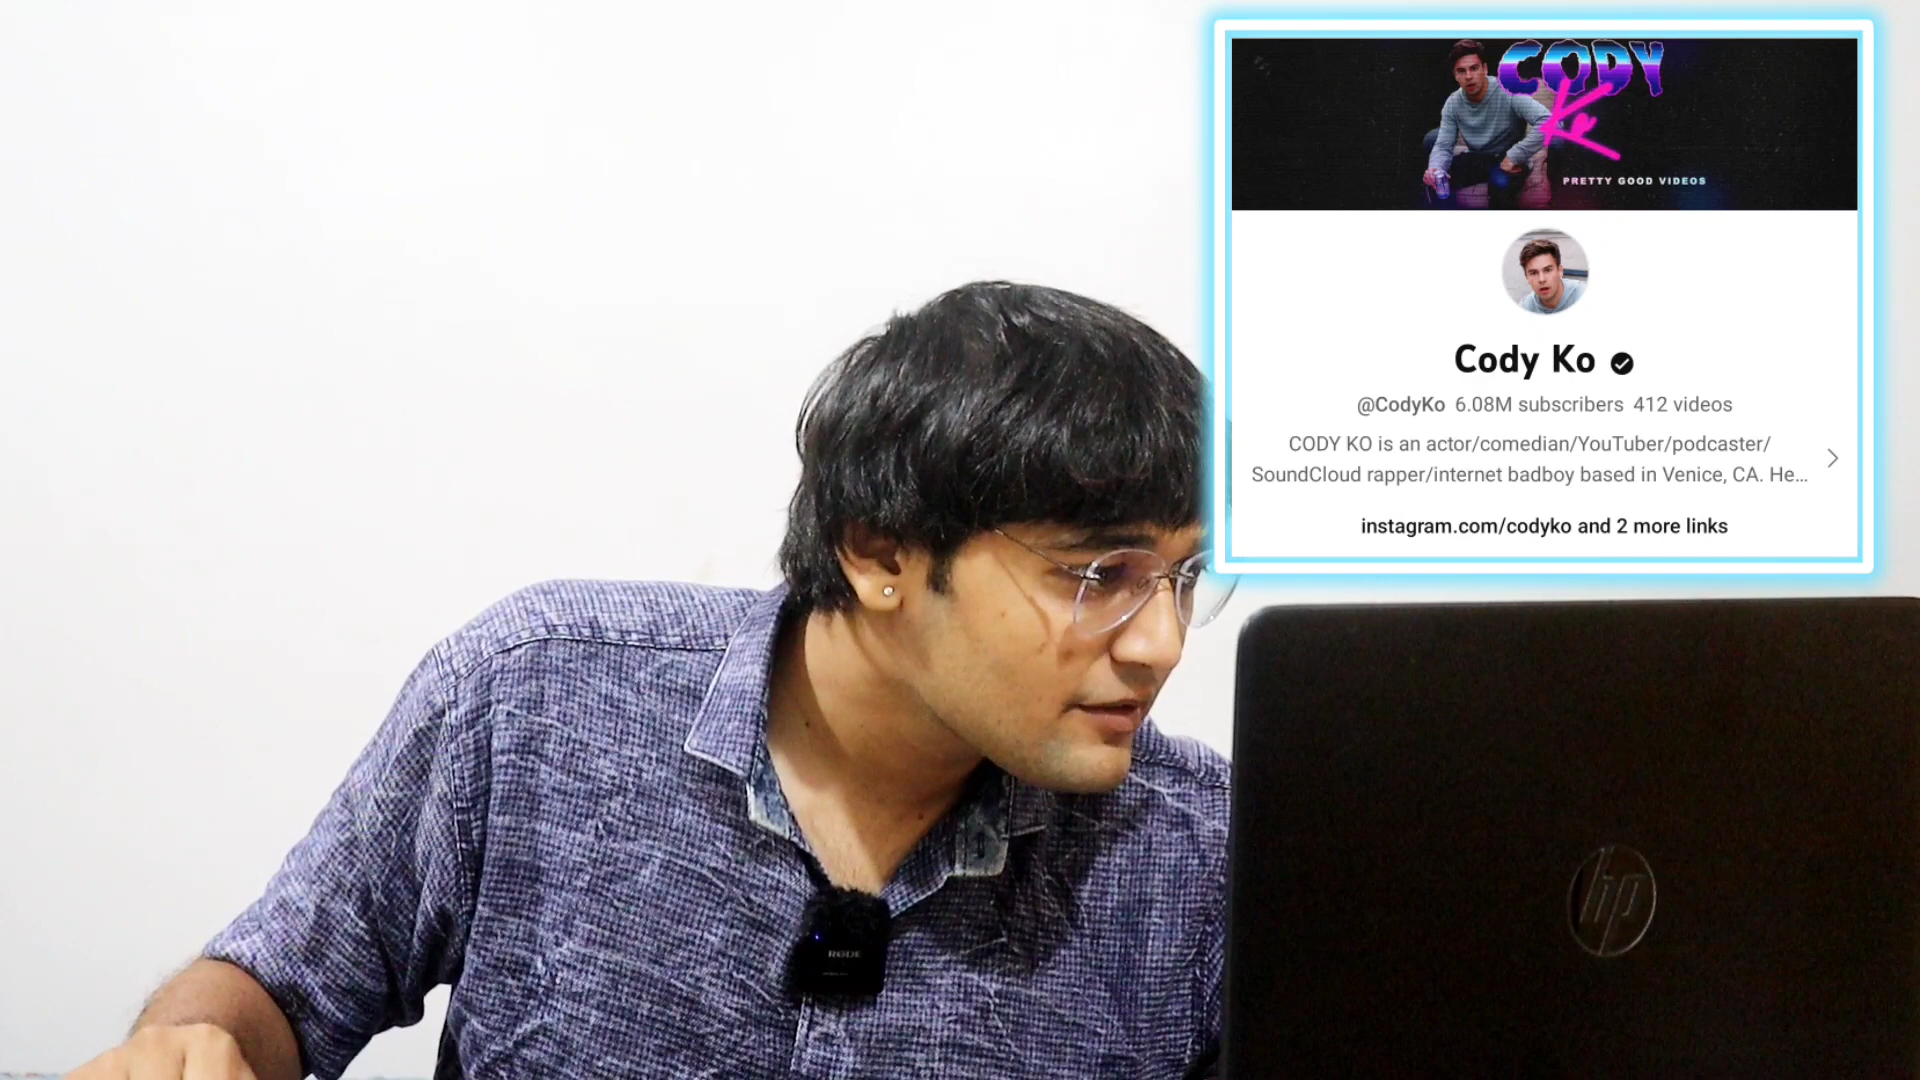 CODY
Ko
PRETTY GOOD VIDEOS
Cody Ko
@CodyKo 6.08M subscribers 412 videos
CODY KO is an actor/comedian/YouTuber/podcaster/
SoundCloud rapper/internet badboy based in Venice, CA. He...
instagram.com/codyko and 2 more links
RØDE
hp